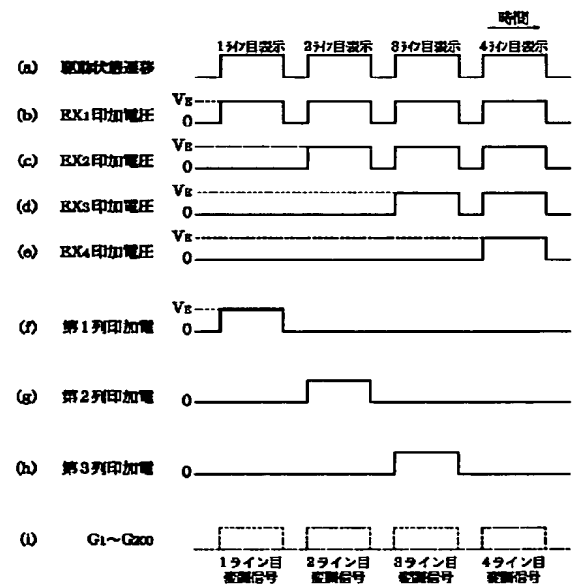 時間
1ライン目表示 2ライン目表示 3ライン目表示 4ライン目表示
(a) 駆動状態遷移
(b) EX1印加電圧 VE 0
(c) EX2印加電圧 VE 0
(d) EX3印加電圧 VE 0
(e) EX4印加電圧 VE 0
(f) 第1列印加電 VE 0
(g) 第2列印加電 0
(h) 第3列印加電 0
(i) G1~G200
1ライン目 2ライン目 3ライン目 4ライン目
変調信号 変調信号 変調信号 変調信号